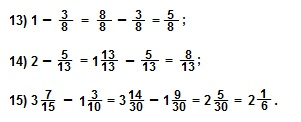 13) 1 − 3/8 = 8/8 − 3/8 = 5/8 ;
14) 2 − 5/13 = 1 13/13 − 5/13 = 8/13 ;
15) 3 7/15 − 1 3/10 = 3 14/30 − 1 9/30 = 2 5/30 = 2 1/6 .